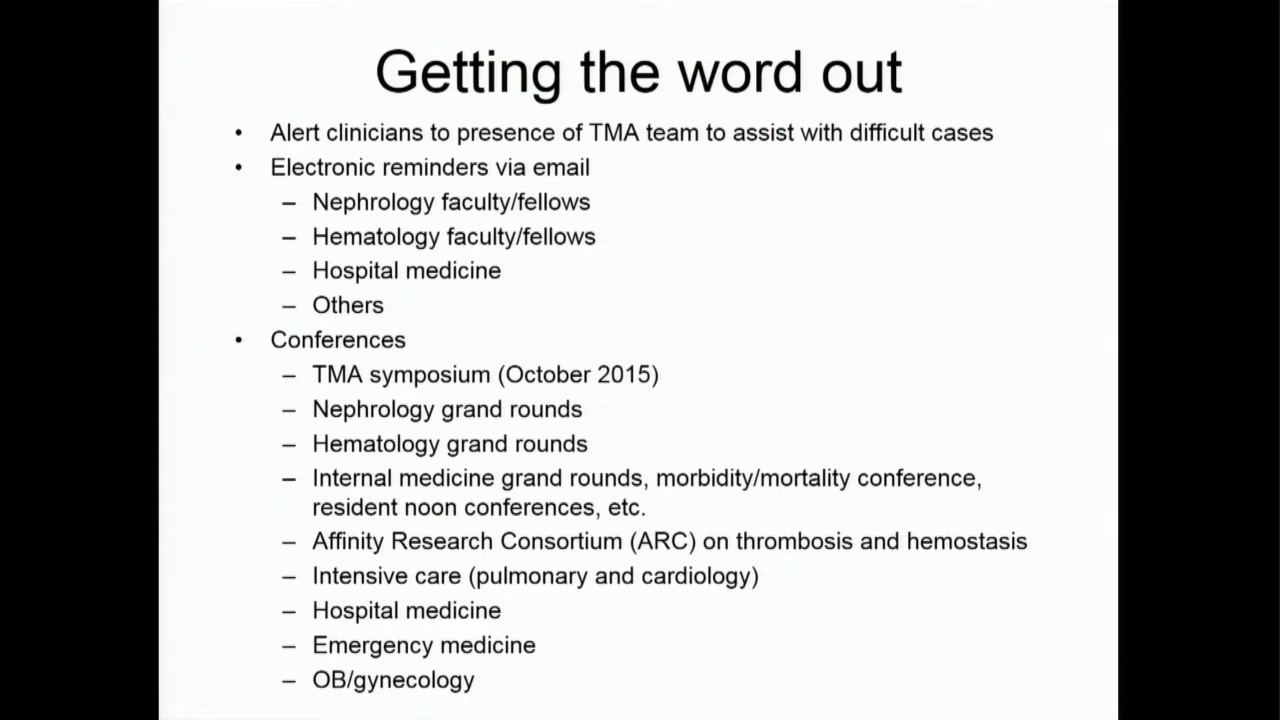 Getting the word out
• Alert clinicians to presence of TMA team to assist with difficult cases
• Electronic reminders via email
– Nephrology faculty/fellows
– Hematology faculty/fellows
– Hospital medicine
– Others
• Conferences
– TMA symposium (October 2015)
– Nephrology grand rounds
– Hematology grand rounds
– Internal medicine grand rounds, morbidity/mortality conference,
resident noon conferences, etc.
– Affinity Research Consortium (ARC) on thrombosis and hemostasis
– Intensive care (pulmonary and cardiology)
– Hospital medicine
– Emergency medicine
– OB/gynecology